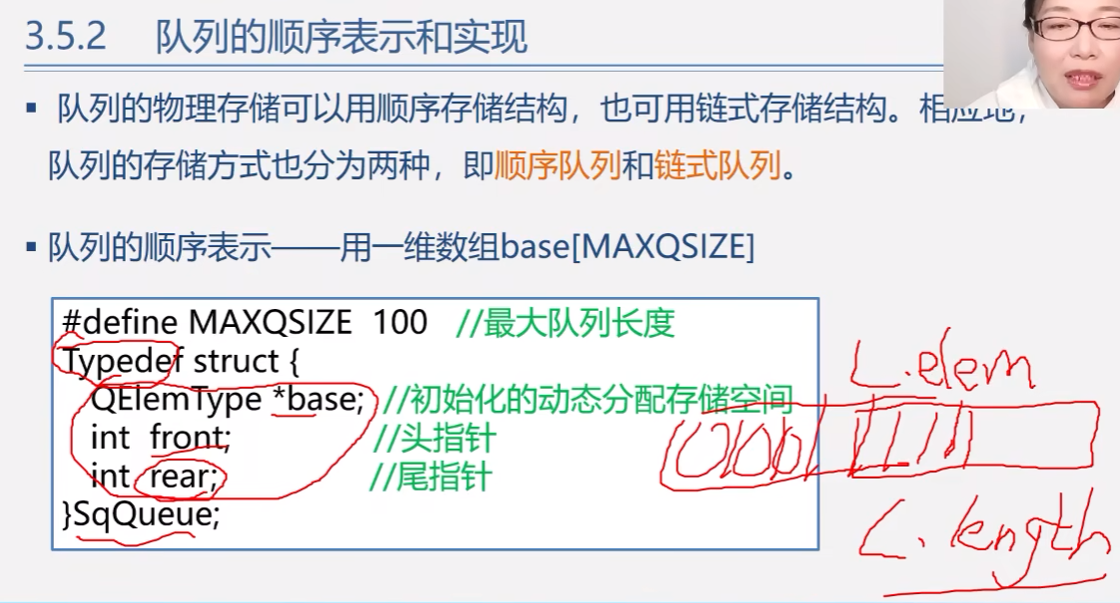 3.5.2 队列的顺序表示和实现
▪ 队列的物理存储可以用顺序存储结构，也可用链式存储结构。相应地，
队列的存储方式也分为两种，即顺序队列和链式队列。
▪ 队列的顺序表示——用一维数组base[MAXQSIZE]
#define MAXQSIZE 100 //最大队列长度
Typedef struct {
QElemType *base; //初始化的动态分配存储空间
int front; //头指针
int rear; //尾指针
}SqQueue;
L.elem
L.length